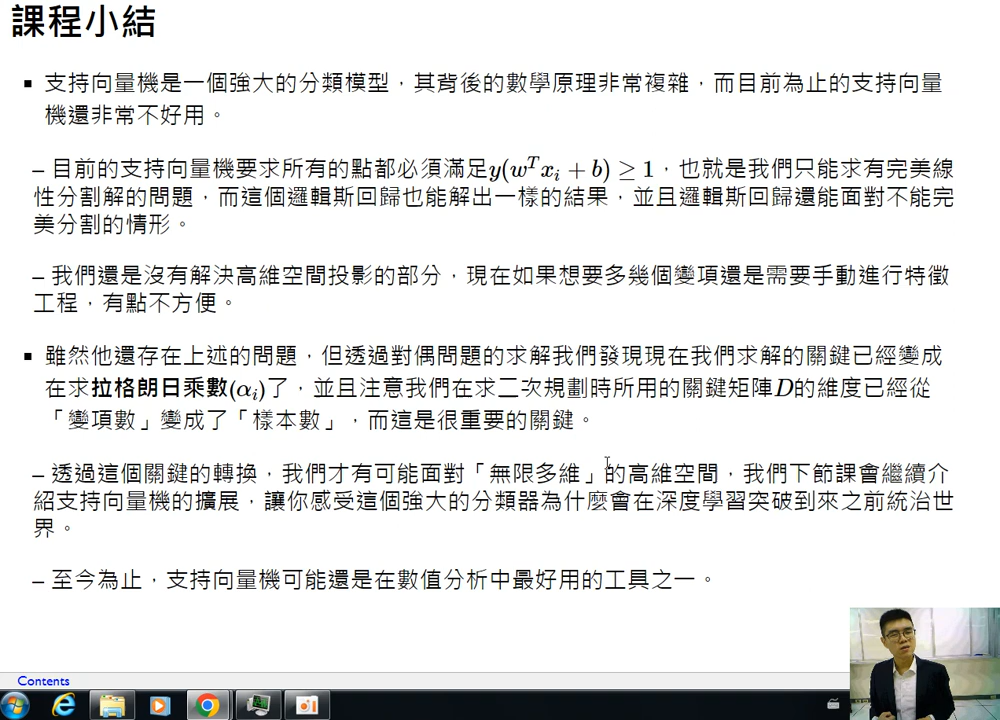 課程小結
▪ 支持向量機是一個強大的分類模型，其背後的數學原理非常複雜，而目前為止的支持向量
機還非常不好用。
– 目前的支持向量機要求所有的點都必須滿足y(wᵀxᵢ + b) ≥ 1，也就是我們只能求有完美線
性分割解的問題，而這個邏輯斯回歸也能解出一樣的結果，並且邏輯斯回歸還能面對不能完
美分割的情形。
– 我們還是沒有解決高維空間投影的部分，現在如果想要多幾個變項還是需要手動進行特徵
工程，有點不方便。
▪ 雖然他還存在上述的問題，但透過對偶問題的求解我們發現現在我們求解的關鍵已經變成
在求拉格朗日乘數(αᵢ)了，並且注意我們在求二次規劃時所用的關鍵矩陣D的維度已經從
「變項數」變成了「樣本數」，而這是很重要的關鍵。
– 透過這個關鍵的轉換，我們才有可能面對「無限多維」的高維空間，我們下節課會繼續介
紹支持向量機的擴展，讓你感受這個強大的分類器為什麼會在深度學習突破到來之前統治世
界。
– 至今為止，支持向量機可能還是在數值分析中最好用的工具之一。
Contents